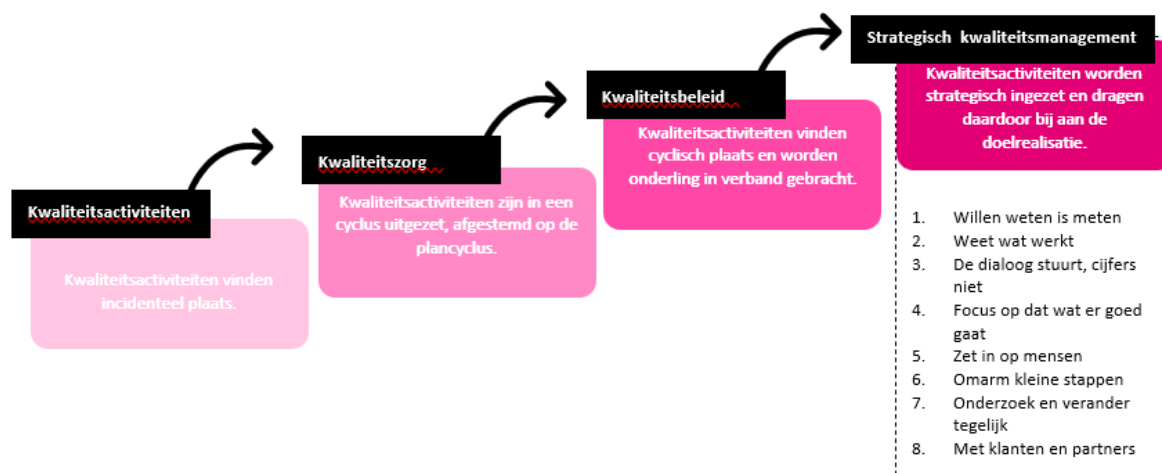 Kwaliteitsactiviteiten
Kwaliteitsactiviteiten vinden
incidenteel plaats.
Kwaliteitszorg
Kwaliteitsactiviteiten zijn in een
cyclus uitgezet, afgestemd op de
plancyclus.
Kwaliteitsbeleid
Kwaliteitsactiviteiten vinden
cyclisch plaats en worden
onderling in verband gebracht.
Strategisch kwaliteitsmanagement
Kwaliteitsactiviteiten worden
strategisch ingezet en dragen
daardoor bij aan de
doelrealisatie.
1. Willen weten is meten
2. Weet wat werkt
3. De dialoog stuurt, cijfers
niet
4. Focus op dat wat er goed
gaat
5. Zet in op mensen
6. Omarm kleine stappen
7. Onderzoek en verander
tegelijk
8. Met klanten en partners